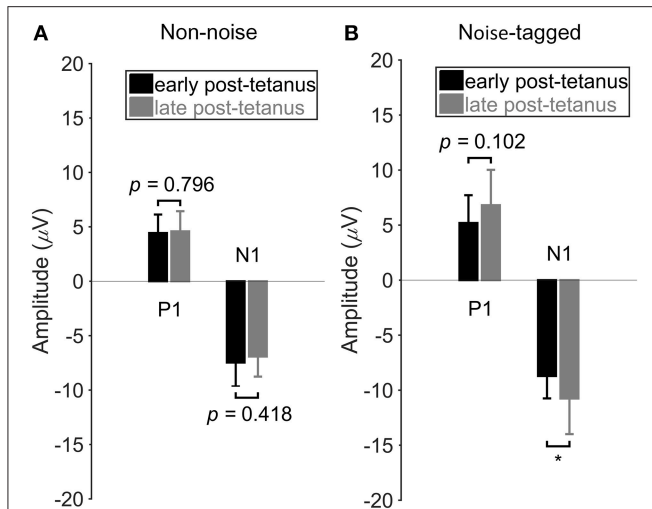 A
Non-noise
early post-tetanus
late post-tetanus
p = 0.796
N1
P1
p = 0.418
Amplitude (μV)
20
15
10
5
0
-5
-10
-15
-20
B
Noise-tagged
early post-tetanus
late post-tetanus
p = 0.102
N1
P1
*
Amplitude (μV)
20
15
10
5
0
-5
-10
-15
-20